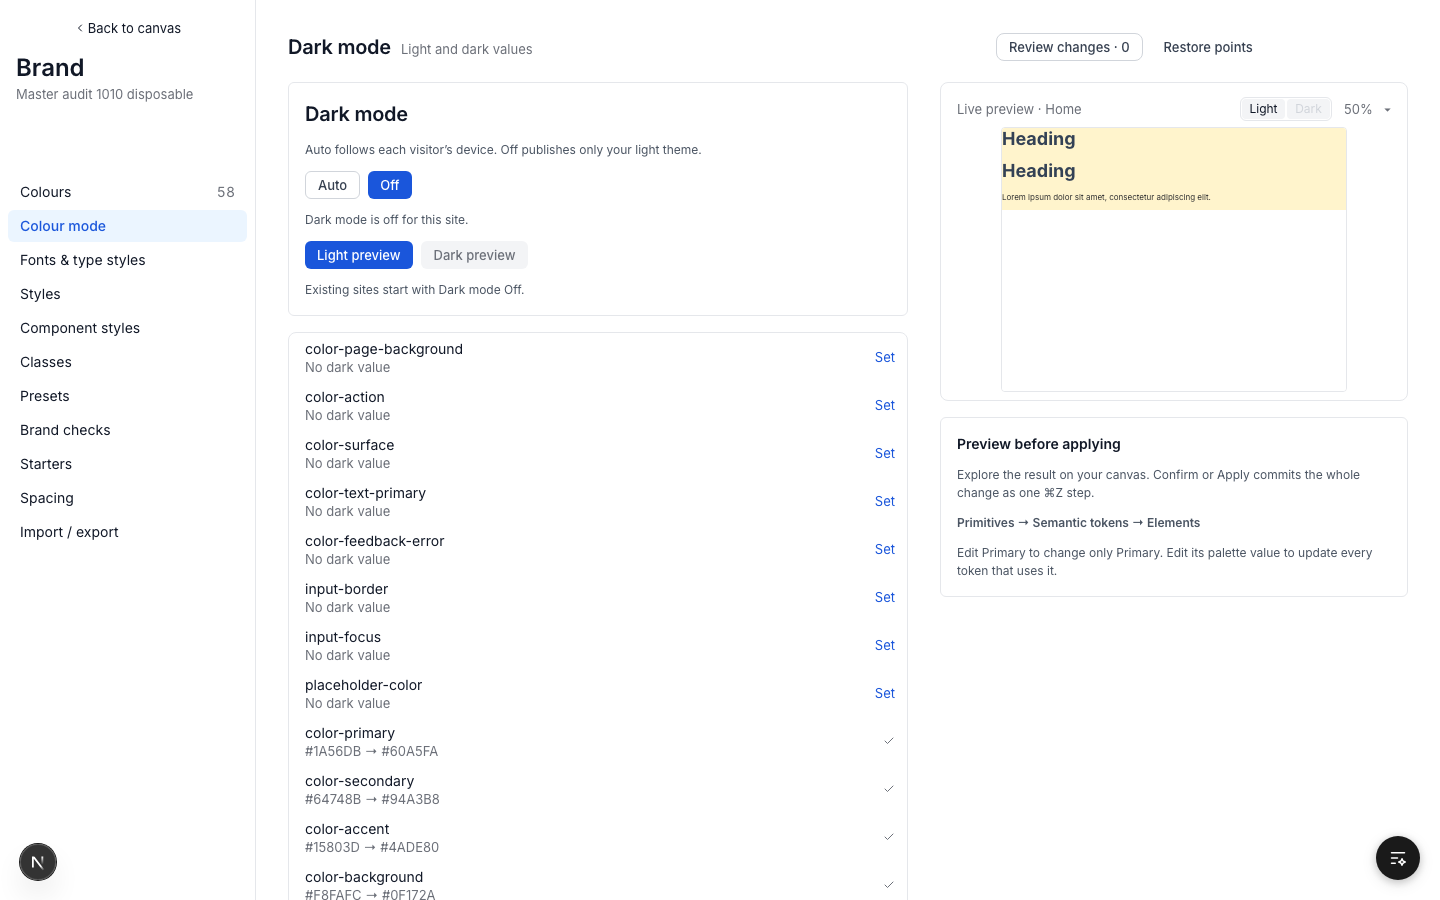 Back to canvas
Brand
Master audit 1010 disposable
Colours 58
Colour mode
Fonts & type styles
Styles
Component styles
Classes
Presets
Brand checks
Starters
Spacing
Import / export
N
Dark mode Light and dark values
Review changes · 0 Restore points
Dark mode
Auto follows each visitor’s device. Off publishes only your light theme.
Auto Off
Dark mode is off for this site.
Light preview Dark preview
Existing sites start with Dark mode Off.
color-page-background
No dark value
Set
color-action
No dark value
Set
color-surface
No dark value
Set
color-text-primary
No dark value
Set
color-feedback-error
No dark value
Set
input-border
No dark value
Set
input-focus
No dark value
Set
placeholder-color
No dark value
Set
color-primary
#1A56DB → #60A5FA
color-secondary
#64748B → #94A3B8
color-accent
#15803D → #4ADE80
color-background
#F8FAFC → #0F172A
Live preview · Home Light Dark 50%
Heading
Heading
Lorem ipsum dolor sit amet, consectetur adipiscing elit.
Preview before applying
Explore the result on your canvas. Confirm or Apply commits the whole
change as one ⌘Z step.
Primitives → Semantic tokens → Elements
Edit Primary to change only Primary. Edit its palette value to update every
token that uses it.